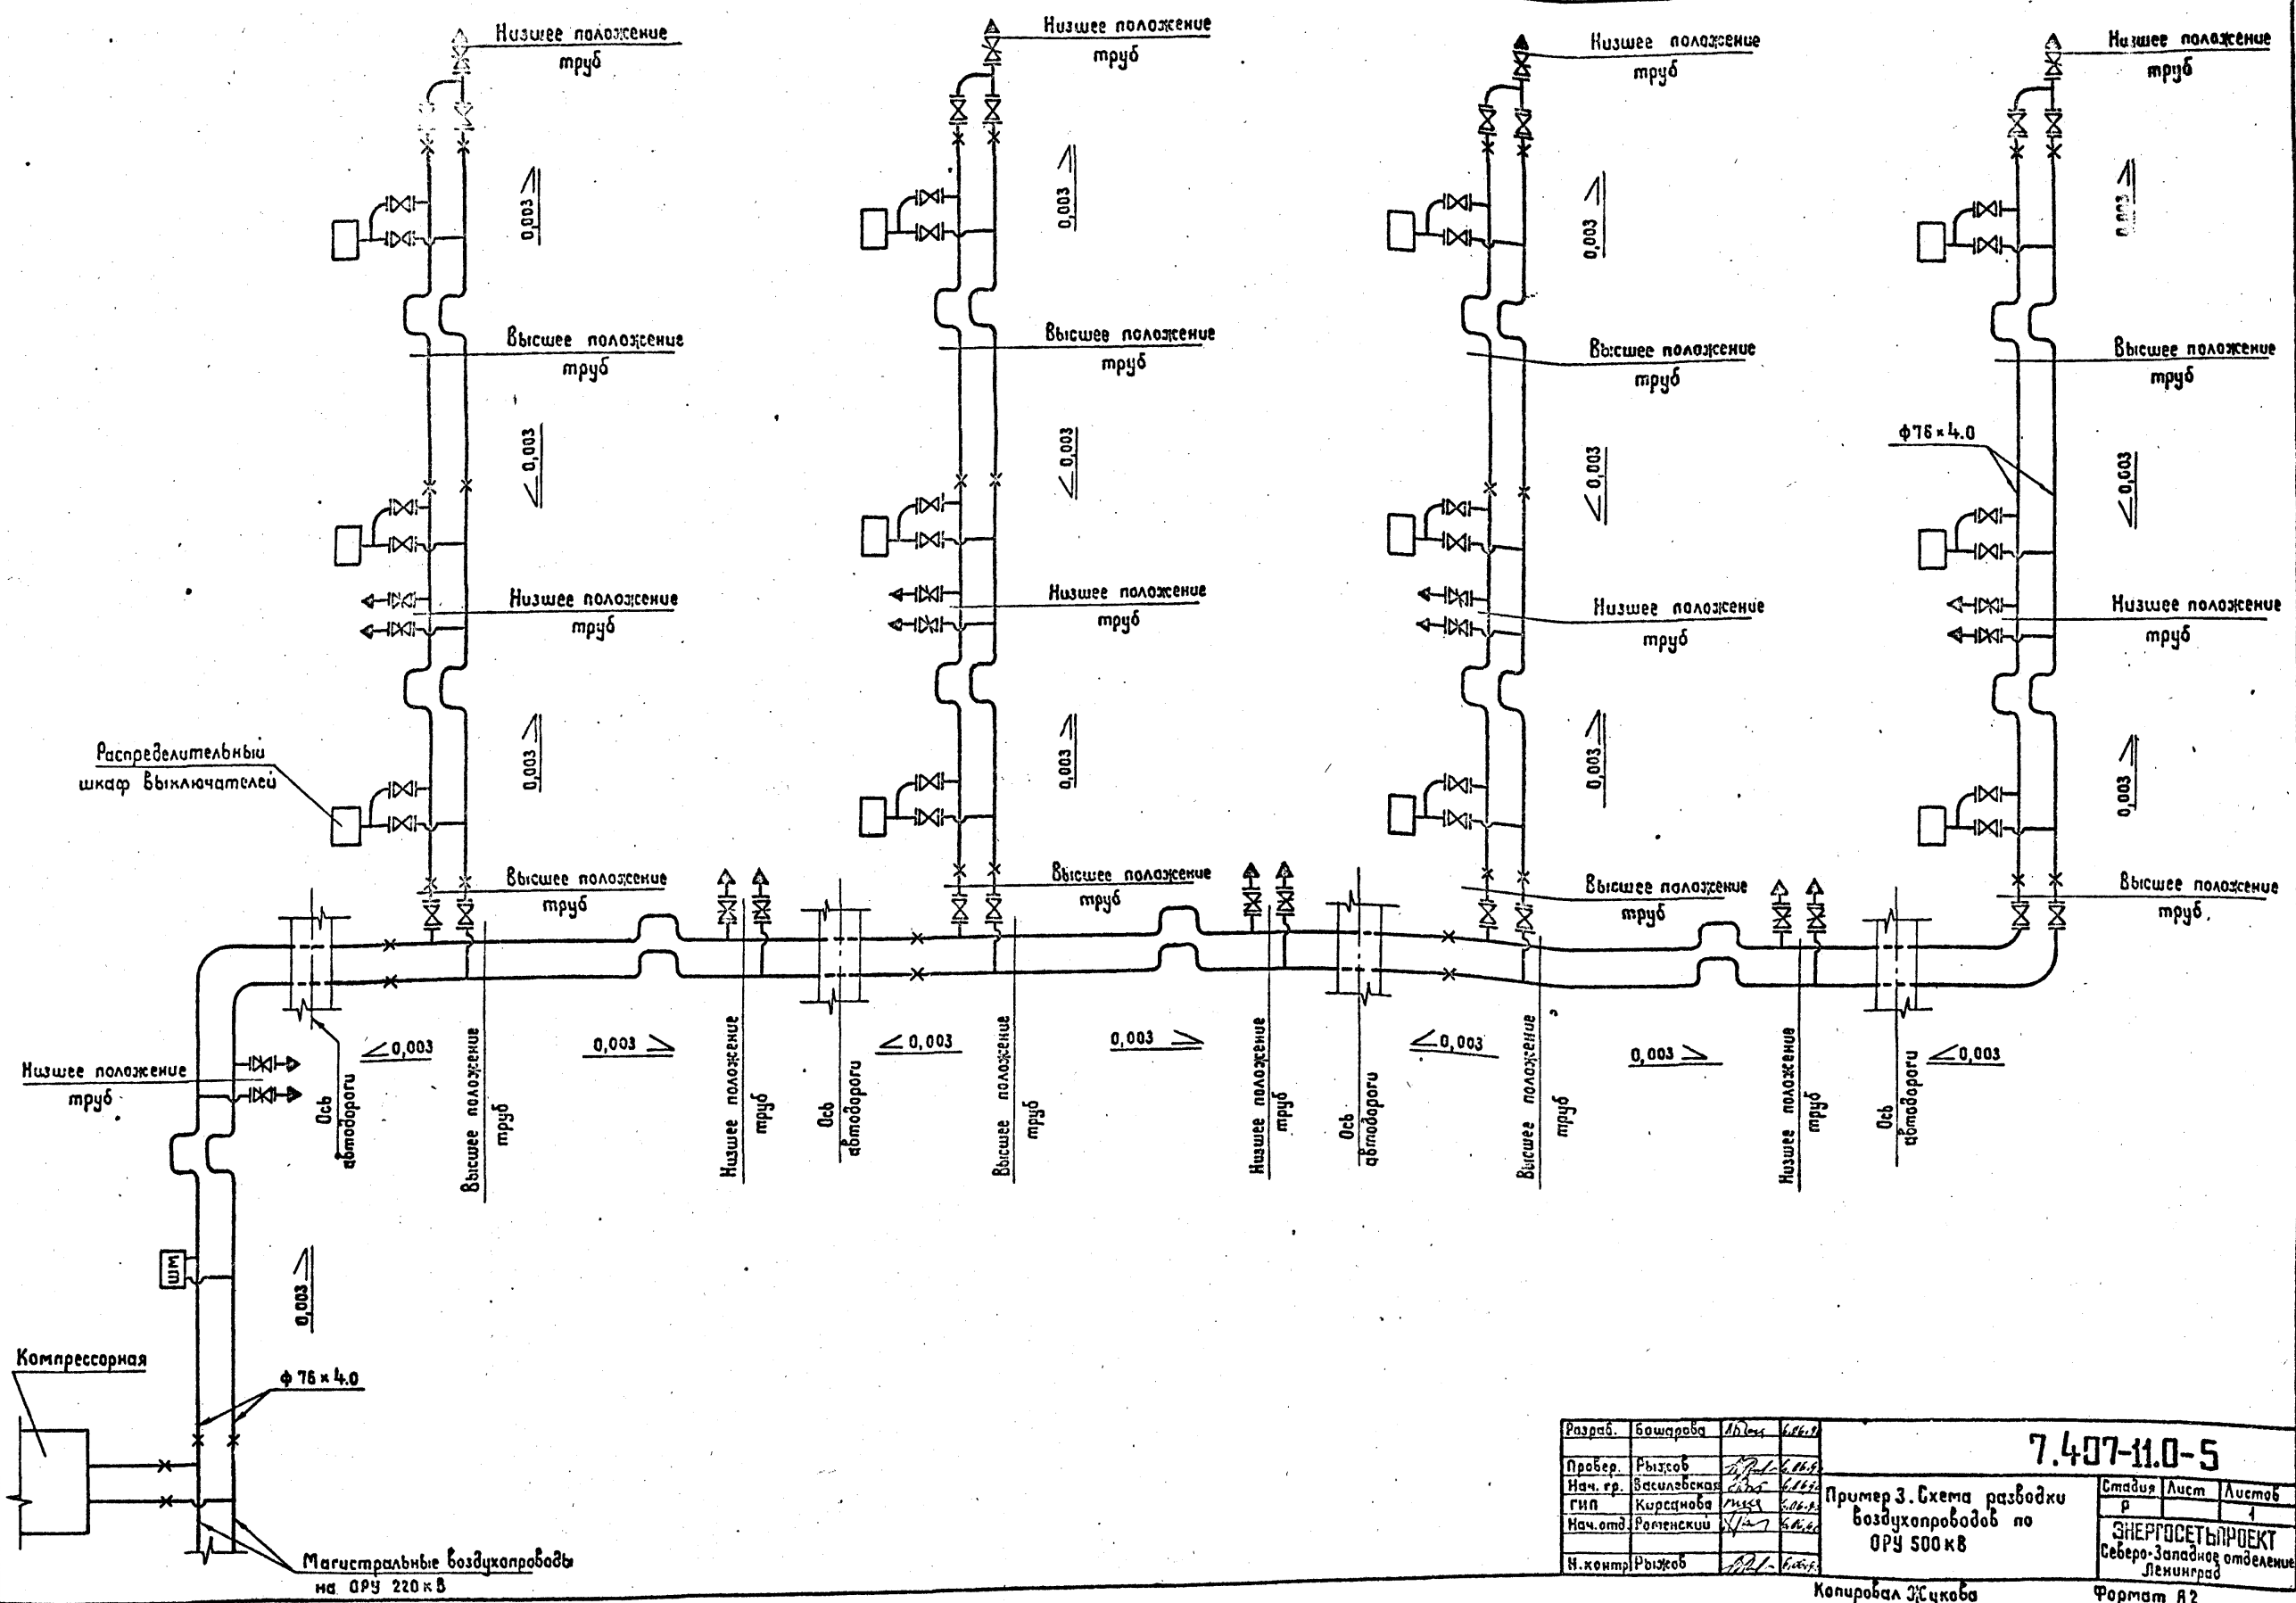 Низшее положение
труб
Низшее положение
труб
Низшее положение
труб
Низшее положение
труб
0,003
0,003
0,003
0,003
Высшее положение
труб
Высшее положение
труб
Высшее положение
труб
Высшее положение
труб
ф76×4.0
0,003
0,003
0,003
0,003
Низшее положение
труб
Низшее положение
труб
Низшее положение
труб
Низшее положение
труб
Распределительный
шкаф выключателей
0,003
0,003
0,003
0,003
Высшее положение
труб
Высшее положение
труб
Высшее положение
труб
Высшее положение
труб
0,003
0,003
0,003
0,003
0,003
0,003
0,003
Низшее положение
труб
Ось
автодороги
Высшее положение
труб
Низшее положение
труб
Ось
автодороги
Высшее положение
труб
Низшее положение
труб
Ось
автодороги
Высшее положение
труб
Низшее положение
труб
Ось
автодороги
ШМ
0,003
Компрессорная
ф 76×4.0
Магистральные воздухопроводы
на ОРУ 220кВ
Разраб. Башарова
Провер. Рыжов
Нач. гр. Василевская
ГИП Кирсанова
Нач.отд. Роменский
Н.контр Рыжов
7.407-11.0-5
Пример 3. Схема разводки
воздухопроводов по
ОРУ 500кВ
Стадия Лист Листов
Р 1
ЭНЕРГОСЕТЬПРОЕКТ
Северо-Западное отделение
Ленинград
Копировал Жукова Формат А2